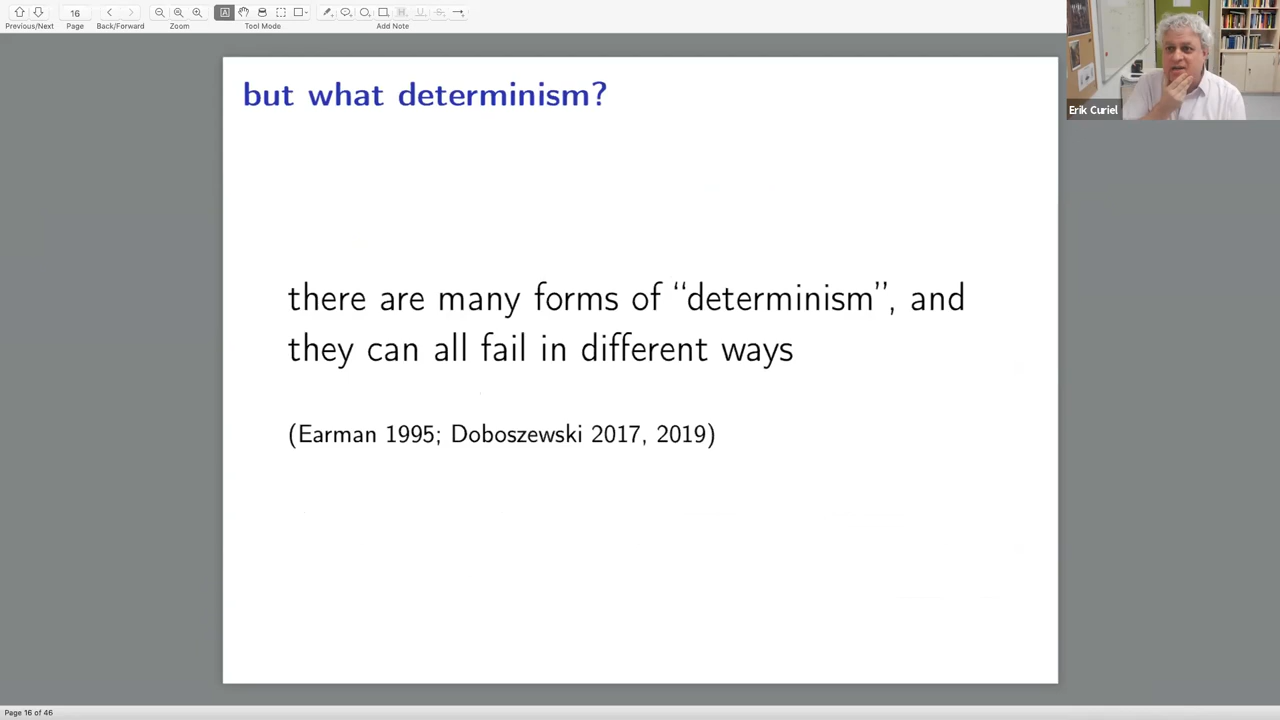 16
Previous/Next
Page
Back/Forward
Zoom
Tool Mode
Add Note
Erik Curiel
but what determinism?
there are many forms of “determinism”, and
they can all fail in different ways
(Earman 1995; Doboszewski 2017, 2019)
Page 16 of 46